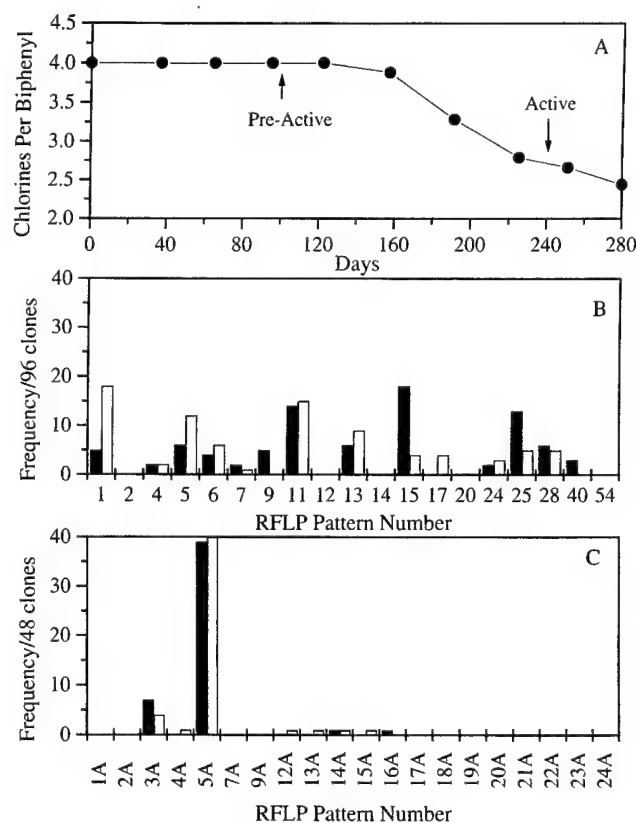 4.5
4.0
3.5
3.0
2.5
2.0
Chlorines Per Biphenyl
A
Pre-Active
Active
0 40 80 120 160 200 240 280
Days
40
30
20
10
0
Frequency/96 clones
B
1 2 4 5 6 7 9 11 12 13 14 15 17 20 24 25 28 40 54
RFLP Pattern Number
40
30
20
10
0
Frequency/48 clones
C
1A 2A 3A 4A 5A 7A 9A 12A 13A 14A 15A 16A 17A 18A 19A 20A 21A 22A 23A 24A
RFLP Pattern Number